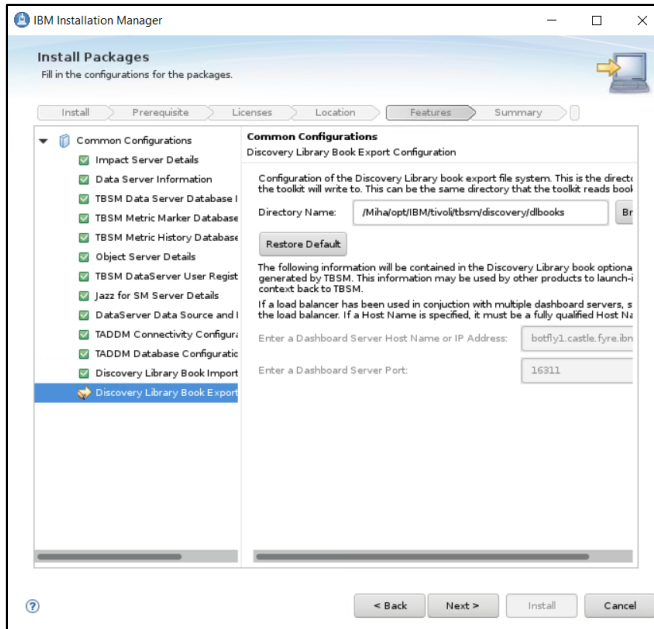 IBM Installation Manager
Install Packages
Fill in the configurations for the packages.
Install
Prerequisite
Licenses
Location
Features
Summary
Common Configurations
Impact Server Details
Data Server Information
TBSM Data Server Database I
TBSM Metric Marker Database
TBSM Metric History Database
Object Server Details
TBSM DataServer User Regist
Jazz for SM Server Details
DataServer Data Source and I
TADDM Connectivity Configura
TADDM Database Configuratic
Discovery Library Book Import
Discovery Library Book Export
Common Configurations
Discovery Library Book Export Configuration
Configuration of the Discovery Library book export file system. This is the directo
the toolkit will write to. This can be the same directory that the toolkit reads book
Directory Name:
/Miha/opt/IBM/tivoli/tbsm/discovery/dlbooks
Br
Restore Default
The following information will be contained in the Discovery Library book optiona
generated by TBSM. This information may be used by other products to launch-i
context back to TBSM.
If a load balancer has been used in conjuction with multiple dashboard servers, s
the load balancer. If a Host Name is specified, it must be a fully qualified Host Na
Enter a Dashboard Server Host Name or IP Address:
botfly1.castle.fyre.ibn
Enter a Dashboard Server Port:
16311
?
< Back
Next >
Install
Cancel